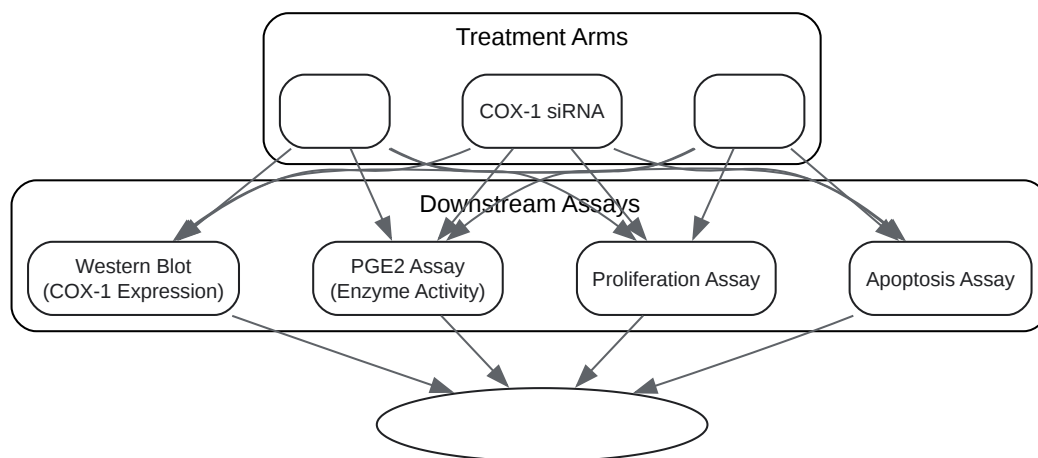 Treatment Arms
COX-1 siRNA
Downstream Assays
Western Blot
(COX-1 Expression)
PGE2 Assay
(Enzyme Activity)
Proliferation Assay
Apoptosis Assay